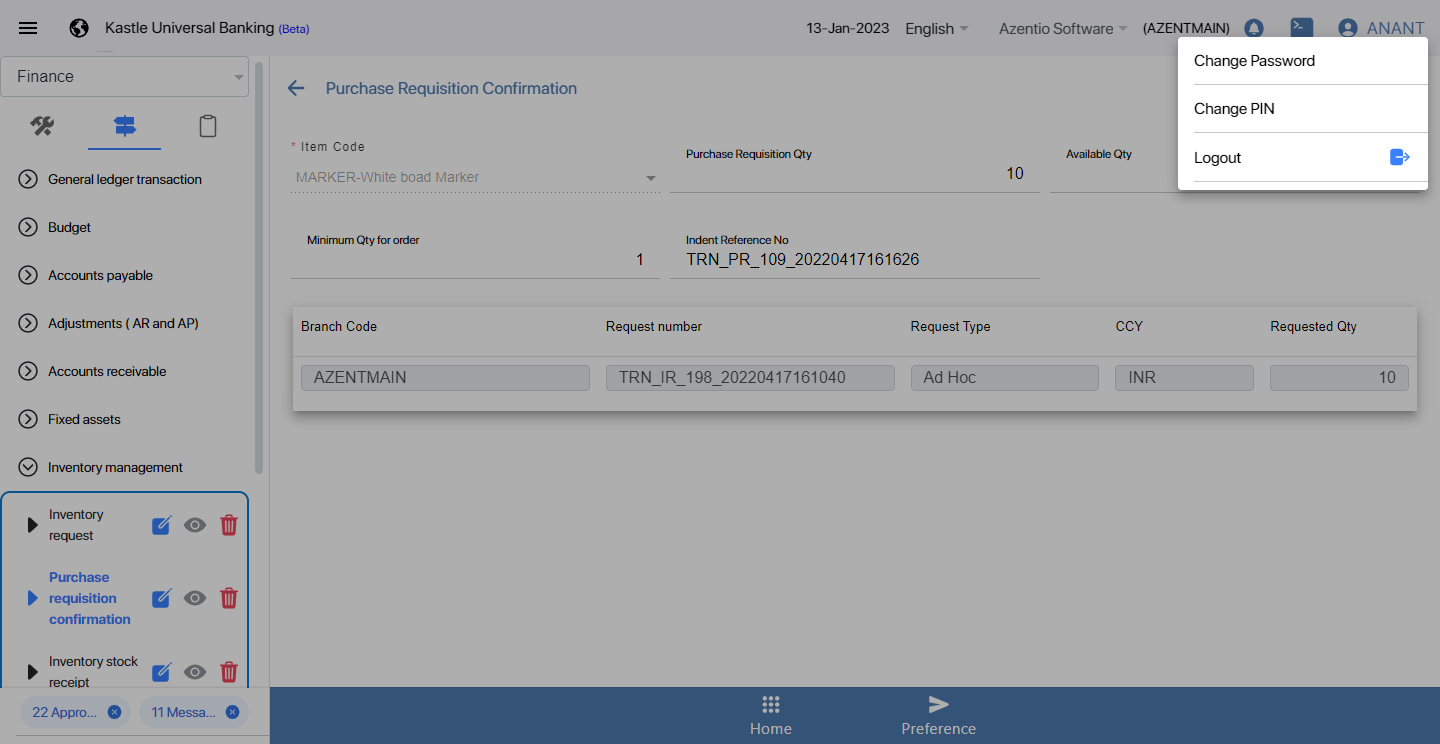 Kastle Universal Banking (Beta)
13-Jan-2023
English
Azentio Software
(AZENTMAIN)
ANANT
Change Password
Change PIN
Logout
Finance
General ledger transaction
Budget
Accounts payable
Adjustments ( AR and AP)
Accounts receivable
Fixed assets
Inventory management
Inventory
request
Purchase
requisition
confirmation
Inventory stock
receipt
22 Appro...
11 Messa...
Purchase Requisition Confirmation
* Item Code
MARKER-White boad Marker
Purchase Requisition Qty
10
Available Qty
Minimum Qty for order
1
Indent Reference No
TRN_PR_109_20220417161626
Branch Code Request number Request Type CCY Requested Qty
AZENTMAIN TRN_IR_198_20220417161040 Ad Hoc INR 10
Home
Preference